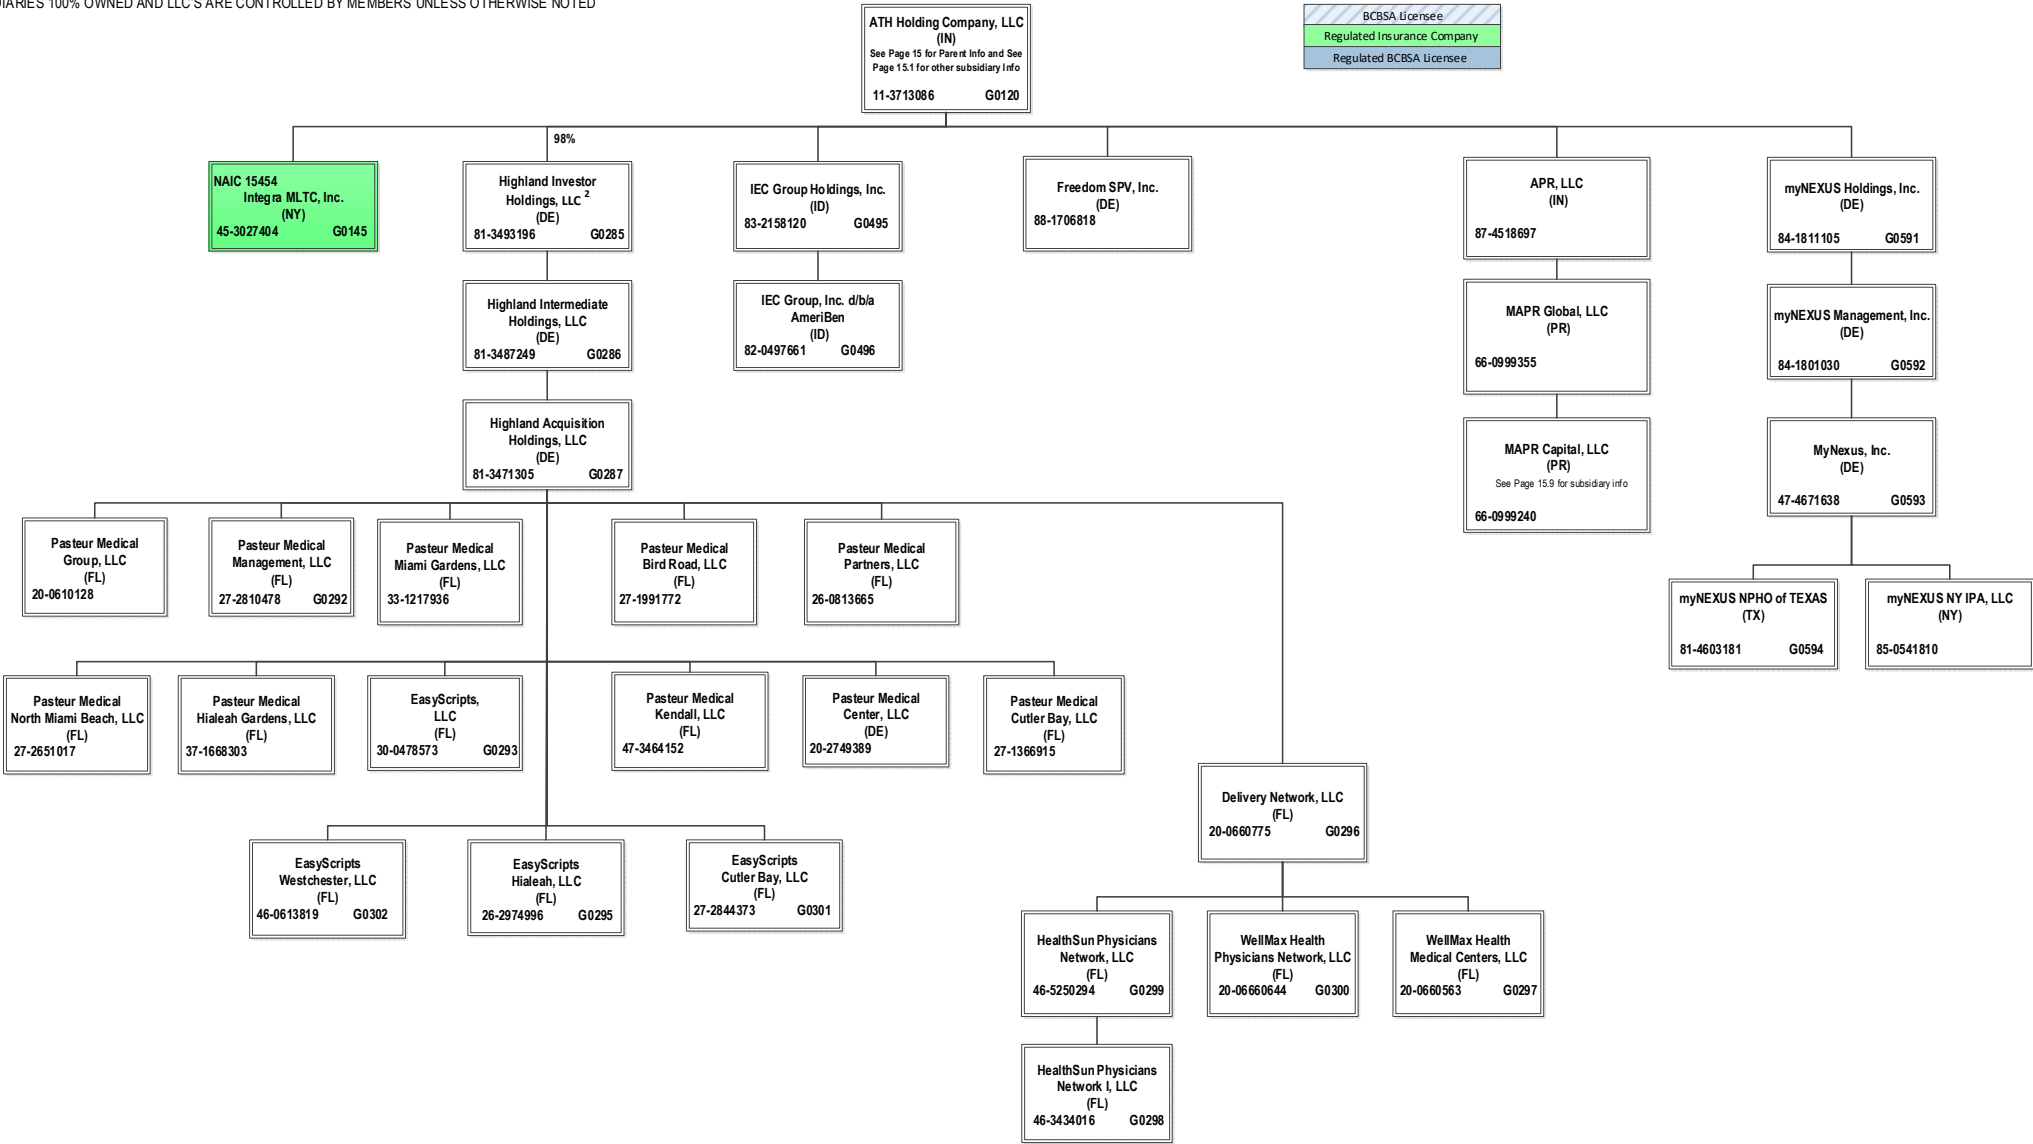 DIARIES 100% OWNED AND LLC'S ARE CONTROLLED BY MEMBERS UNLESS OTHERWISE NOTED
ATH Holding Company, LLC
(IN)
See Page 15 for Parent Info and See
Page 15.1 for other subsidiary Info
11-3713086 G0120
BCBSA Licensee
Regulated Insurance Company
Regulated BCBSA Licensee
98%
NAIC 15454
Integra MLTC, Inc.
(NY)
45-3027404 G0145
Highland Investor
Holdings, LLC 2
(DE)
81-3493196 G0285
IEC Group Holdings, Inc.
(ID)
83-2158120 G0495
Freedom SPV, Inc.
(DE)
88-1706818
APR, LLC
(IN)
87-4518697
myNEXUS Holdings, Inc.
(DE)
84-1811105 G0591
Highland Intermediate
Holdings, LLC
(DE)
81-3487249 G0286
IEC Group, Inc. d/b/a
AmeriBen
(ID)
82-0497661 G0496
MAPR Global, LLC
(PR)
66-0999355
myNEXUS Management, Inc.
(DE)
84-1801030 G0592
Highland Acquisition
Holdings, LLC
(DE)
81-3471305 G0287
MAPR Capital, LLC
(PR)
See Page 15.9 for subsidiary info
66-0999240
MyNexus, Inc.
(DE)
47-4671638 G0593
Pasteur Medical
Group, LLC
(FL)
20-0610128
Pasteur Medical
Management, LLC
(FL)
27-2810478 G0292
Pasteur Medical
Miami Gardens, LLC
(FL)
33-1217936
Pasteur Medical
Bird Road, LLC
(FL)
27-1991772
Pasteur Medical
Partners, LLC
(FL)
26-0813665
myNEXUS NPHO of TEXAS
(TX)
81-4603181 G0594
myNEXUS NY IPA, LLC
(NY)
85-0541810
Pasteur Medical
North Miami Beach, LLC
(FL)
27-2651017
Pasteur Medical
Hialeah Gardens, LLC
(FL)
37-1668303
EasyScripts,
LLC
(FL)
30-0478573 G0293
Pasteur Medical
Kendall, LLC
(FL)
47-3464152
Pasteur Medical
Center, LLC
(DE)
20-2749389
Pasteur Medical
Cutler Bay, LLC
(FL)
27-1366915
Delivery Network, LLC
(FL)
20-0660775 G0296
EasyScripts
Westchester, LLC
(FL)
46-0613819 G0302
EasyScripts
Hialeah, LLC
(FL)
26-2974996 G0295
EasyScripts
Cutler Bay, LLC
(FL)
27-2844373 G0301
HealthSun Physicians
Network, LLC
(FL)
46-5250294 G0299
WellMax Health
Physicians Network, LLC
(FL)
20-06660644 G0300
WellMax Health
Medical Centers, LLC
(FL)
20-0660563 G0297
HealthSun Physicians
Network I, LLC
(FL)
46-3434016 G0298